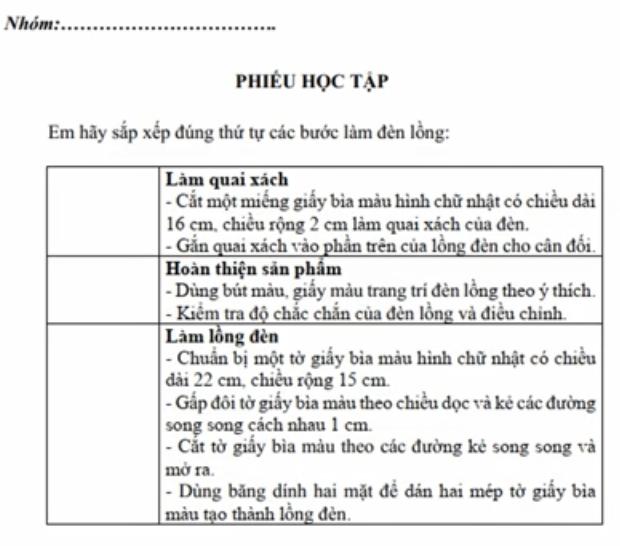 Nhóm:.....................................
PHIẾU HỌC TẬP
Em hãy sắp xếp đúng thứ tự các bước làm đèn lồng:
Làm quai xách
- Cắt một miếng giấy bìa màu hình chữ nhật có chiều dài
16 cm, chiều rộng 2 cm làm quai xách của đèn.
- Gắn quai xách vào phần trên của lồng đèn cho cân đối.
Hoàn thiện sản phẩm
- Dùng bút màu, giấy màu trang trí đèn lồng theo ý thích.
- Kiểm tra độ chắc chắn của đèn lồng và điều chỉnh.
Làm lồng đèn
- Chuẩn bị một tờ giấy bìa màu hình chữ nhật có chiều
dài 22 cm, chiều rộng 15 cm.
- Gấp đôi tờ giấy bìa màu theo chiều dọc và kẻ các đường
song song cách nhau 1 cm.
- Cắt tờ giấy bìa màu theo các đường kẻ song song và
mở ra.
- Dùng băng dính hai mặt để dán hai mép tờ giấy bìa
màu tạo thành lồng đèn.